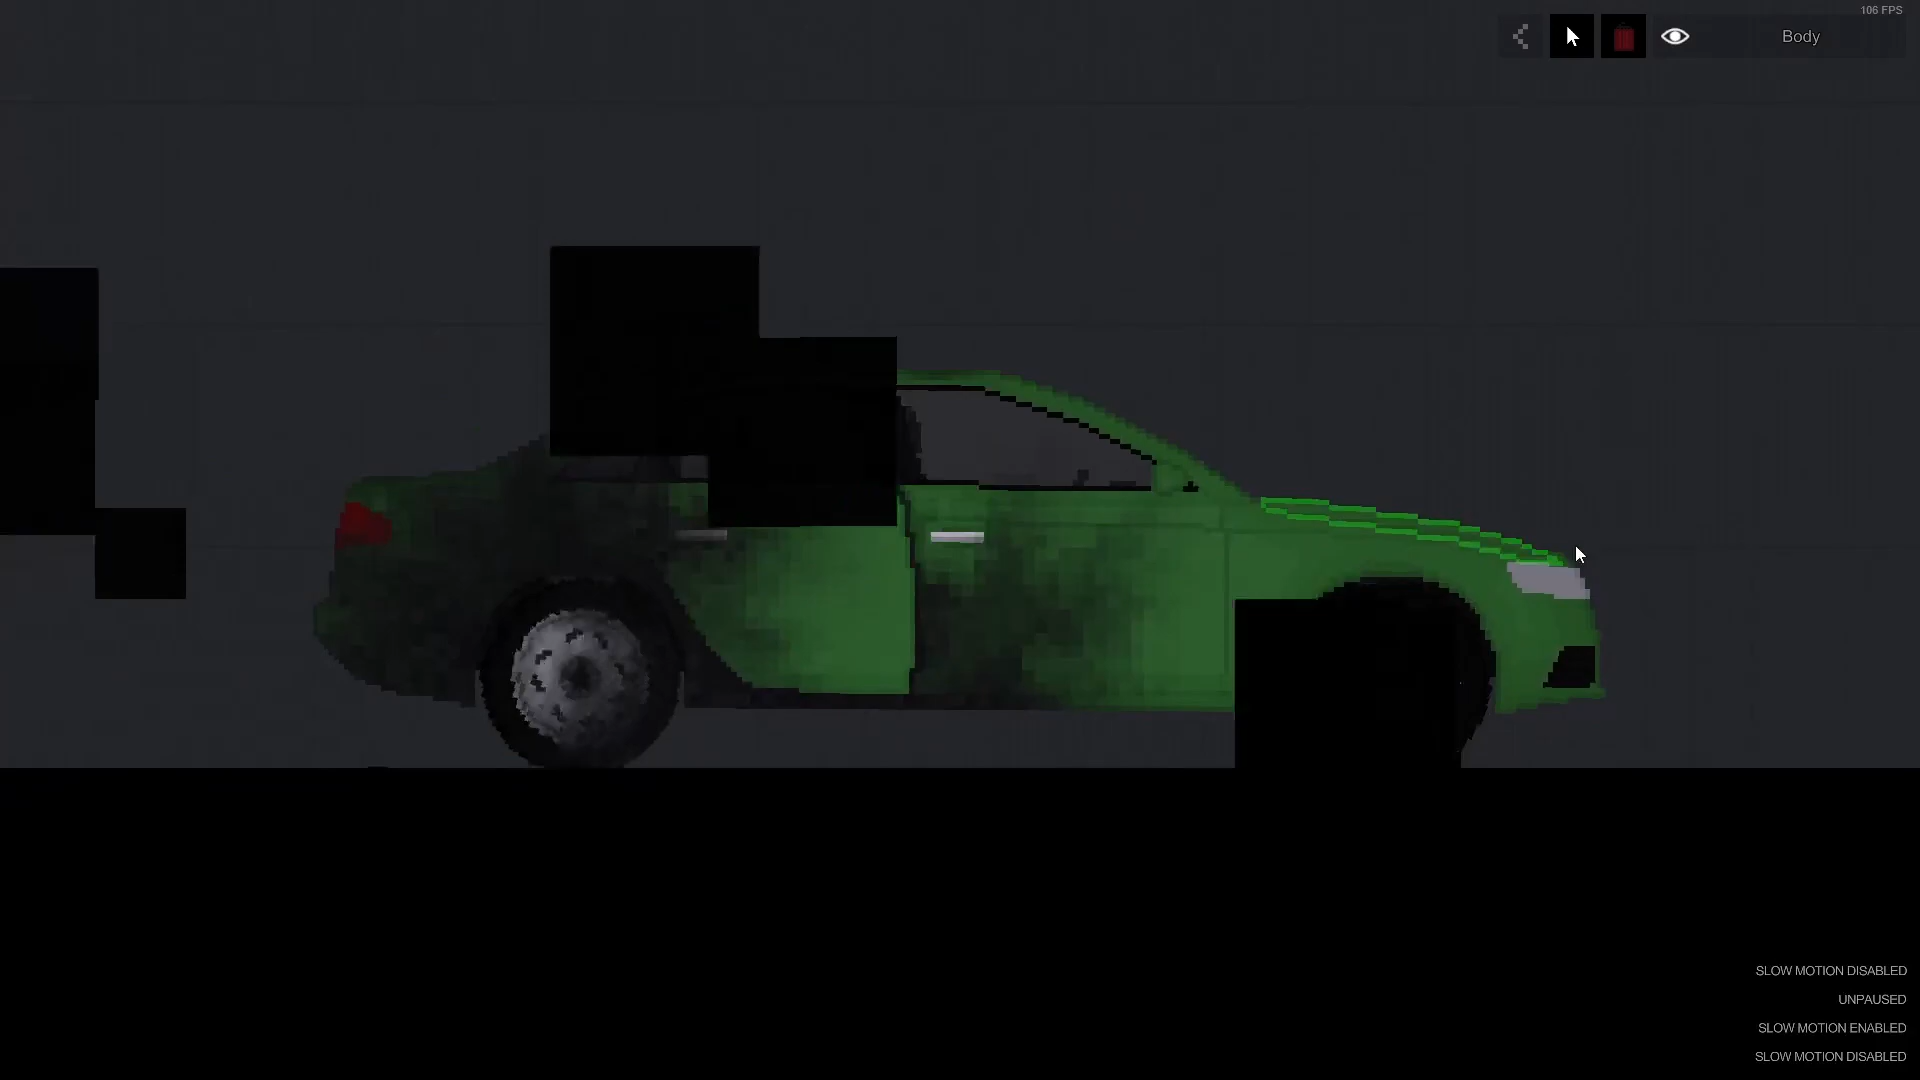 106 FPS
Body
SLOW MOTION DISABLED
UNPAUSED
SLOW MOTION ENABLED
SLOW MOTION DISABLED